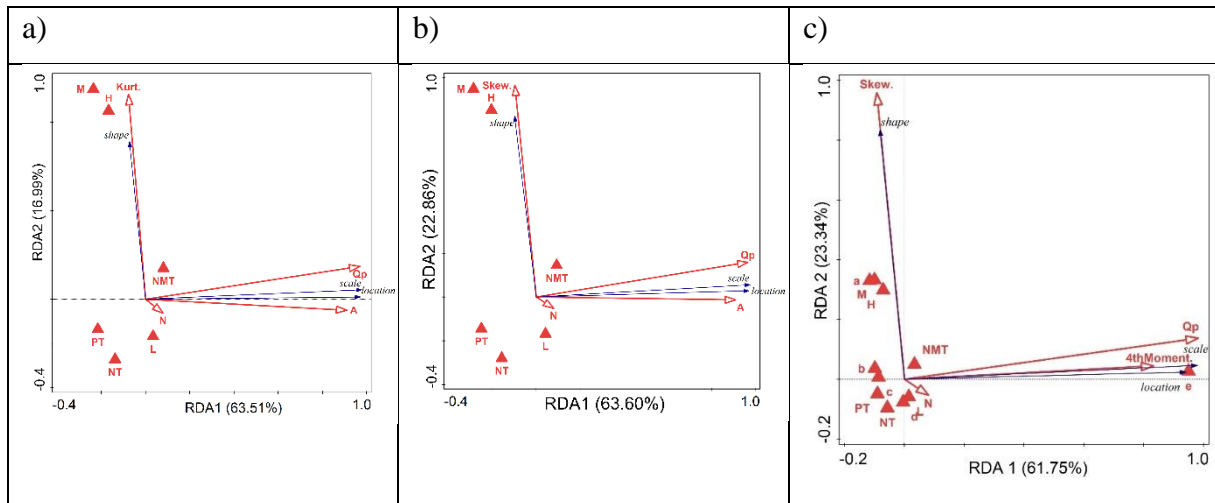 a)
b)
c)
1.0
M
H
Kurt.
shape
RDA2 (16.99%)
NMT
Qp
scale
location
N
A
PT
L
NT
-0.4
-0.4
RDA1 (63.51%)
1.0
1.0
M
Skew.
H
shape
RDA2 (22.86%)
NMT
Qp
scale
location
N
A
PT
L
NT
-0.4
-0.4
RDA1 (63.60%)
1.0
1.0
Skew.
shape
RDA 2 (23.34%)
a
M
H
Qp
NMT
scale
4thMoment.
b
e
location
c
N
PT
L
d
NT
-0.2
-0.2
RDA 1 (61.75%)
1.0